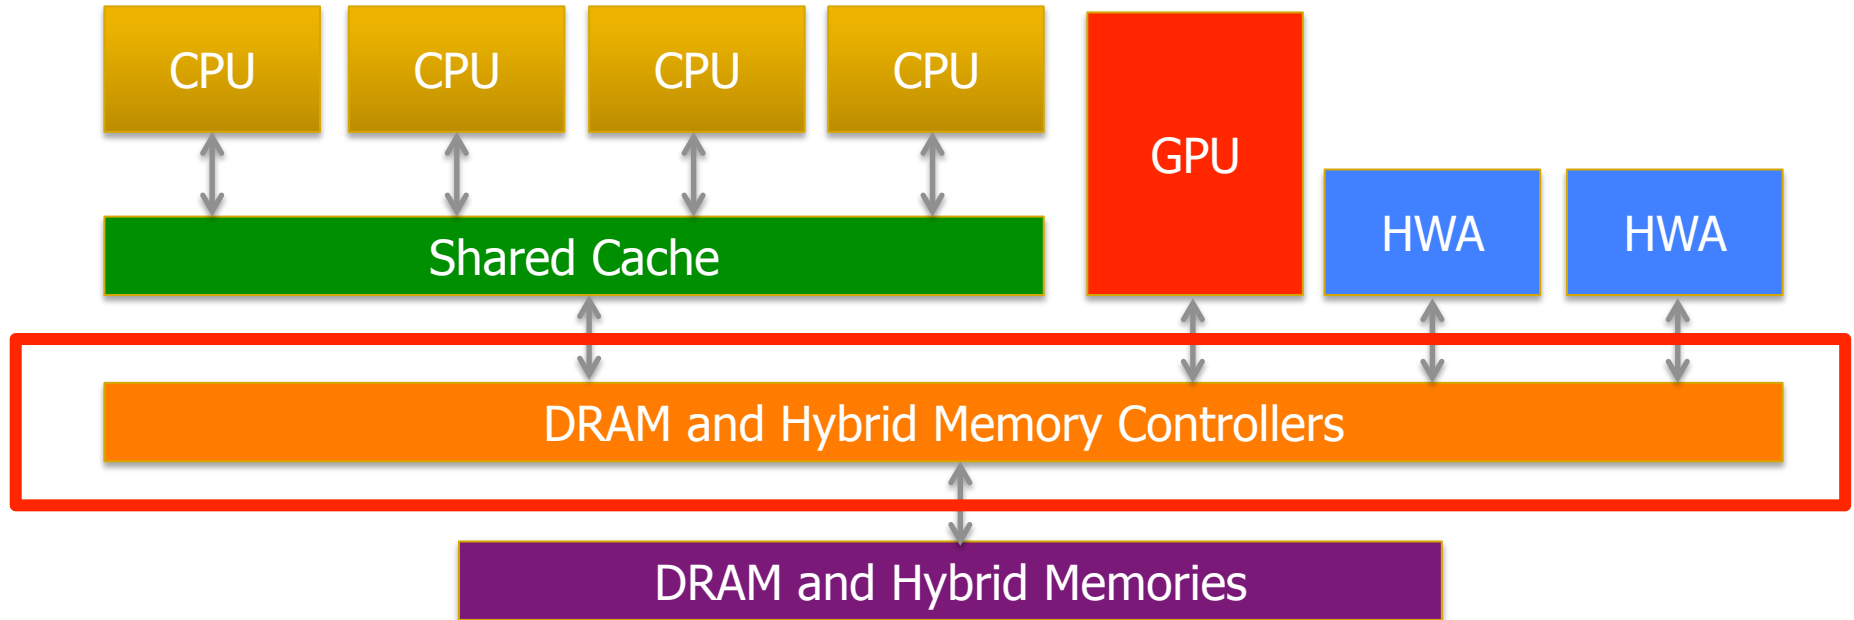 CPU
CPU
CPU
CPU
GPU
HWA
HWA
Shared Cache
DRAM and Hybrid Memory Controllers
DRAM and Hybrid Memories